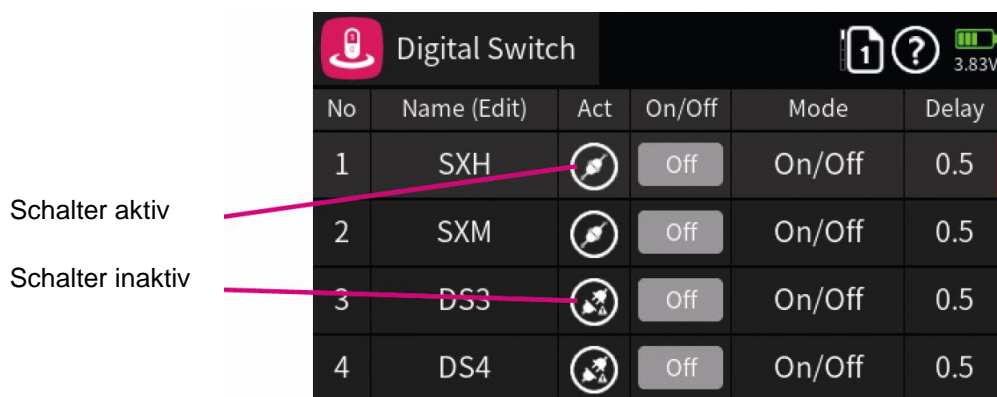 Digital Switch 1 3.83V
No Name (Edit) Act On/Off Mode Delay
1 SXH Off On/Off 0.5
Schalter aktiv
2 SXM Off On/Off 0.5
Schalter inaktiv
3 DS3 Off On/Off 0.5
4 DS4 Off On/Off 0.5